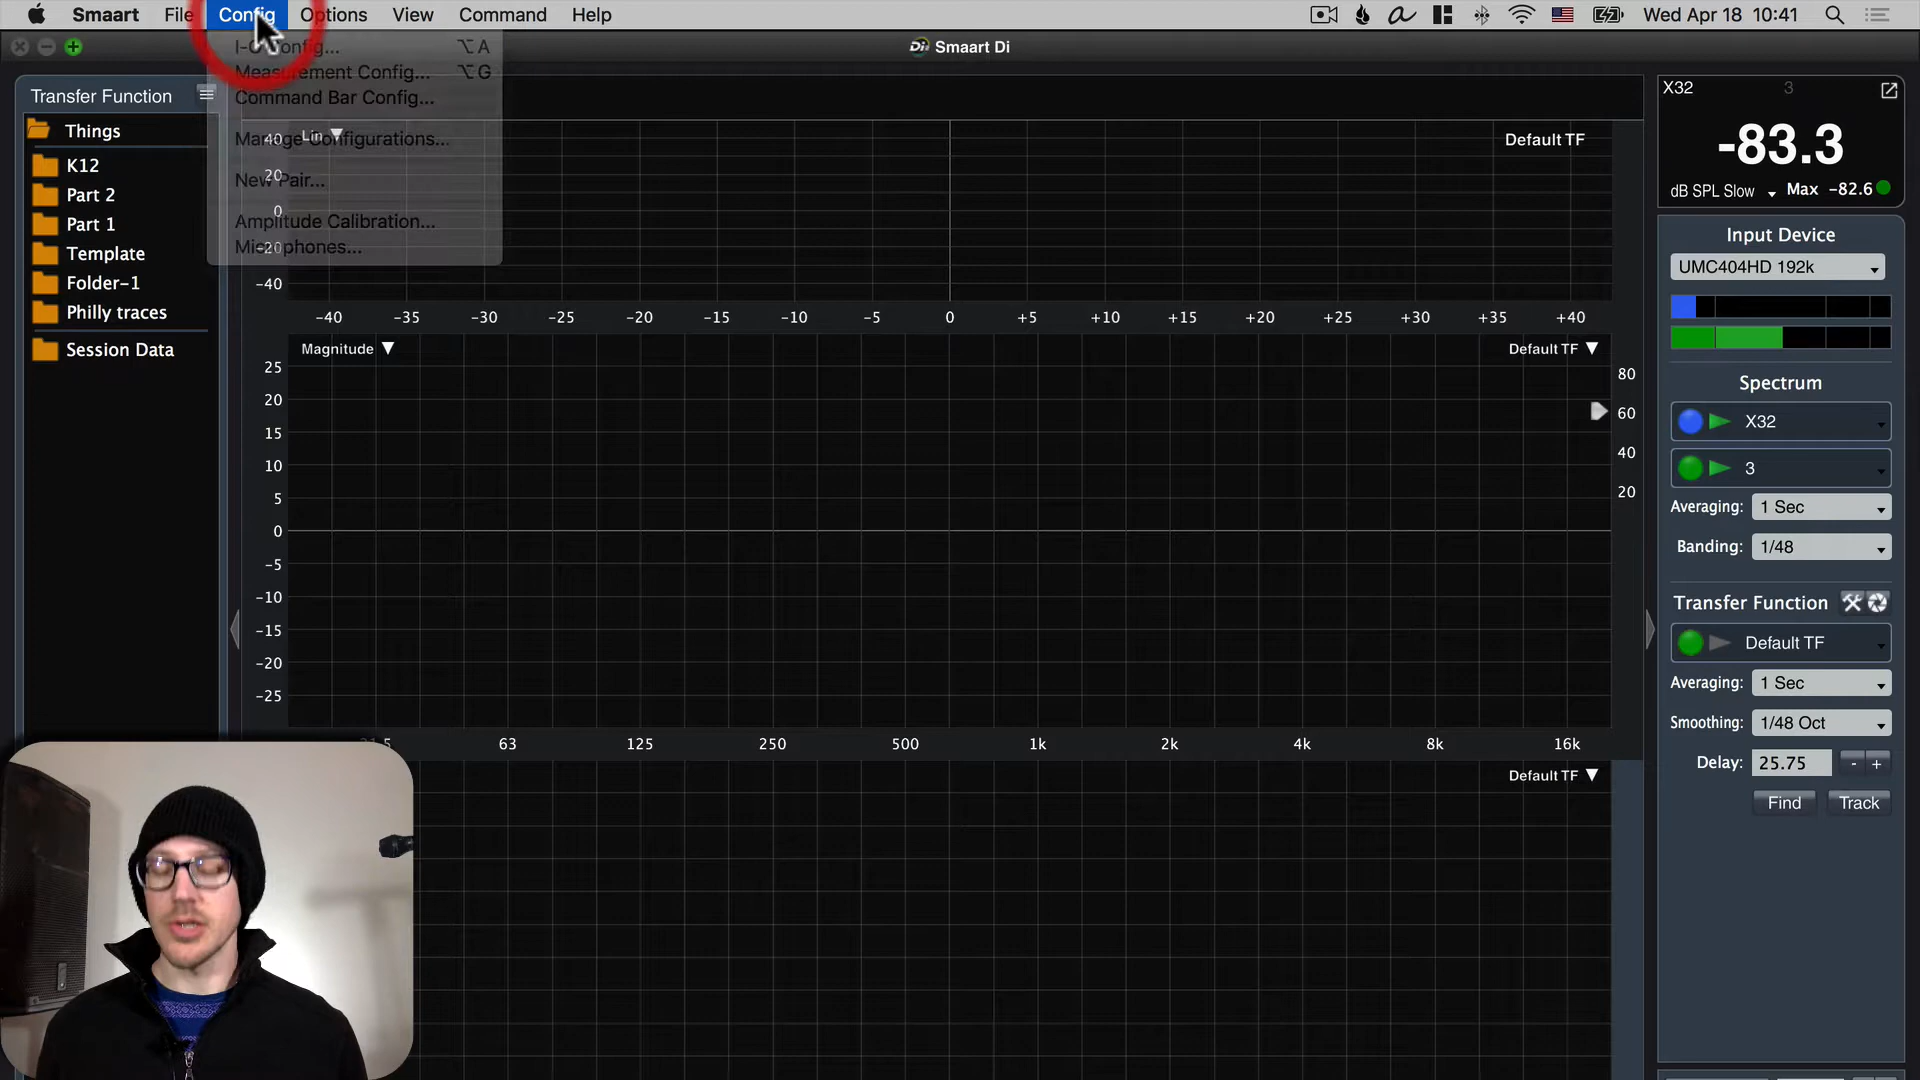 Smaart File Config Options View Command Help Wed Apr 18 10:41
Di Smaart Di
I-O Config... ⌥ A
Measurement Config... ⌥ G
Command Bar Config...
Manage Configurations...
New Pair...
Amplitude Calibration...
Microphones...
Transfer Function
Things
K12
Part 2
Part 1
Template
Folder-1
Philly traces
Session Data
Lin
Default TF
40
20
0
-20
-40
-40 -35 -30 -25 -20 -15 -10 -5 0 +5 +10 +15 +20 +25 +30 +35 +40
Magnitude
Default TF
25
20
15
10
5
0
-5
-10
-15
-20
-25
80
60
40
20
63 125 250 500 1k 2k 4k 8k 16k
Default TF
X32 3
-83.3
dB SPL Slow Max -82.6
Input Device
UMC404HD 192k
Spectrum
X32
3
Averaging: 1 Sec
Banding: 1/48
Transfer Function
Default TF
Averaging: 1 Sec
Smoothing: 1/48 Oct
Delay: 25.75 - +
Find Track